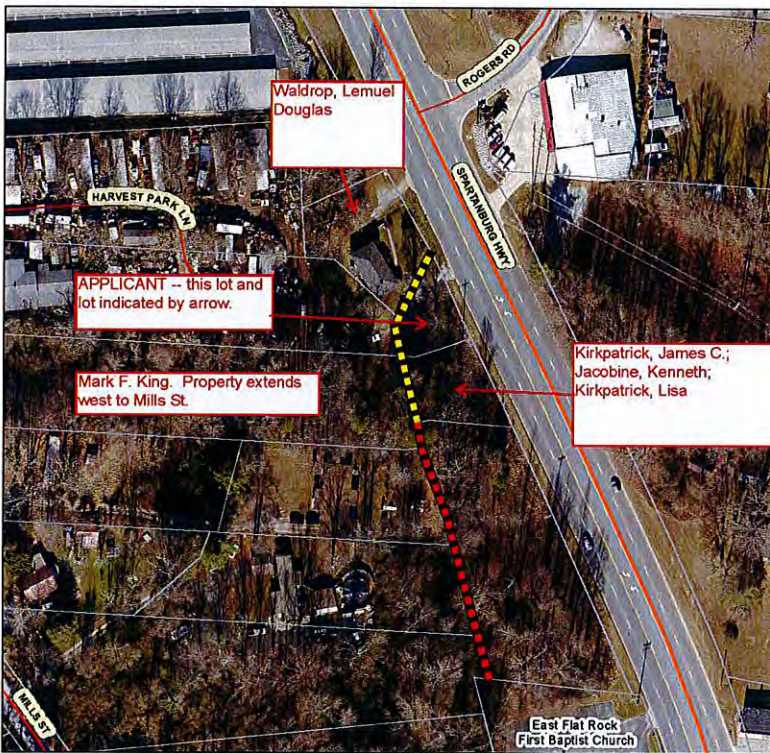 ROGERS RD
Waldrop, Lemuel
Douglas
HARVEST PARK LN
SPARTANBURG HWY
APPLICANT -- this lot and
lot indicated by arrow.
Mark F. King. Property extends
west to Mills St.
Kirkpatrick, James C.;
Jacobine, Kenneth;
Kirkpatrick, Lisa
MILLS ST
East Flat Rock
First Baptist Church